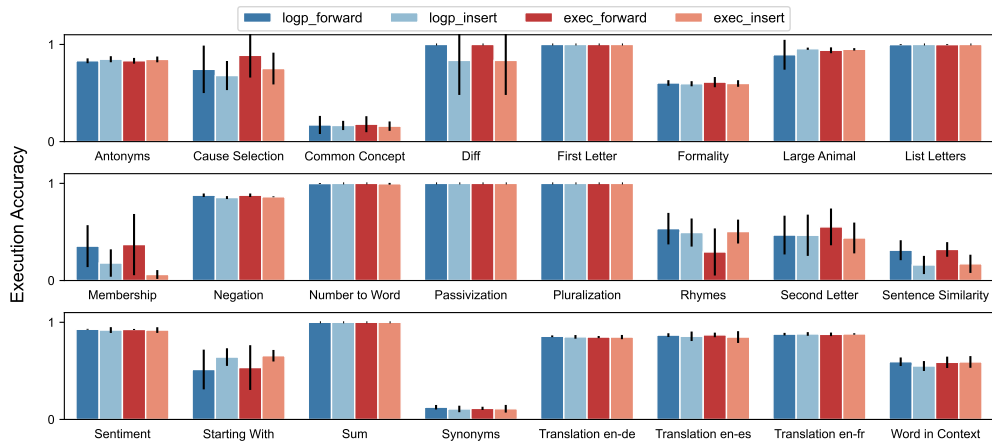 logp_forward logp_insert exec_forward exec_insert
Execution Accuracy
1
0
Antonyms Cause Selection Common Concept Diff First Letter Formality Large Animal List Letters
1
0
Membership Negation Number to Word Passivization Pluralization Rhymes Second Letter Sentence Similarity
1
0
Sentiment Starting With Sum Synonyms Translation en-de Translation en-es Translation en-fr Word in Context